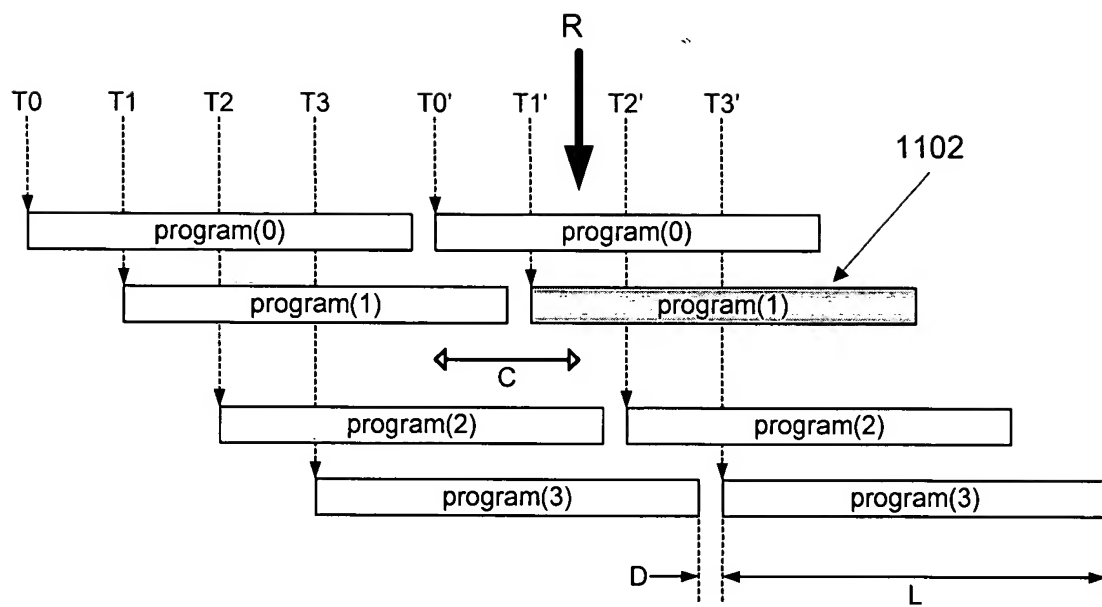 R
T0 T1 T2 T3 T0' T1' T2' T3'
1102
program(0) program(0)
program(1) program(1)
C
program(2) program(2)
program(3) program(3)
D L